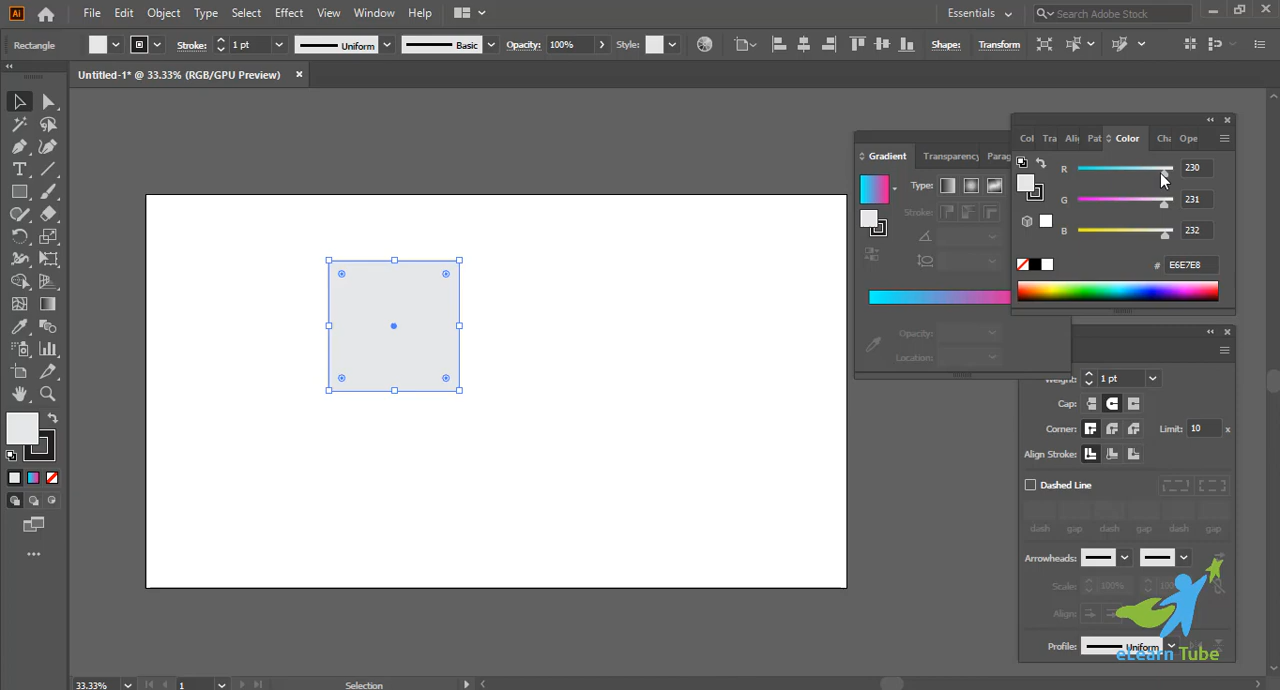 Ai File Edit Object Type Select Effect View Window Help Essentials Search Adobe Stock
Rectangle Stroke: 1 pt Uniform Basic Opacity: 100% Style: Shape: Transform
Untitled-1* @ 33.33% (RGB/GPU Preview)
Col Tra Ali Pat Color Cha Ope
Gradient Transparency Parag
R 230
Type:
G 231
Stroke:
B 232
# E6E7E8
Opacity:
Location:
Weight: 1 pt
Cap:
Corner: Limit: 10 x
Align Stroke:
Dashed Line
dash gap dash gap dash gap
Arrowheads:
Scale: 100% 100%
Align:
Profile: Uniform
eLearn Tube
33.33% 1 Selection